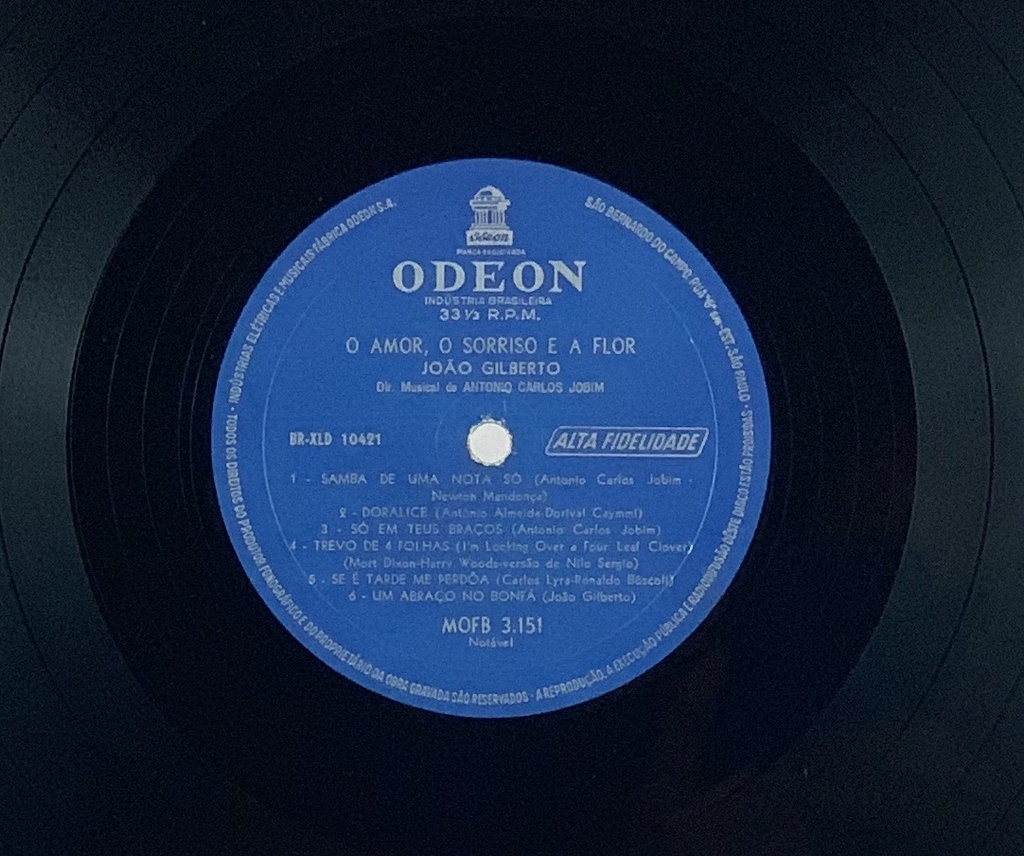 Odeon
MARCA REGISTRADA
ODEON
INDÚSTRIA BRASILEIRA
33 ⅓ R.P.M.
O AMOR, O SORRISO E A FLOR
JOÃO GILBERTO
Dir. Musical de ANTONIO CARLOS JOBIM
BR-XLD 10421
ALTA FIDELIDADE
1 - SAMBA DE UMA NOTA SÓ (Antonio Carlos Jobim -
Newton Mendonça)
2 - DORALICE (Antônio Almeida-Dorival Caymmi)
3 - SÓ EM TEUS BRAÇOS (Antonio Carlos Jobim)
4 - TREVO DE 4 FOLHAS (I'm Looking Over a Four Leaf Clover)
(Mort Dixon-Harry Woods-versão de Nilo Sergio)
5 - SE É TARDE ME PERDÔA (Carlos Lyra-Ronaldo Bôscoli)
6 - UM ABRAÇO NO BONFÁ (João Gilberto)
MOFB 3.151
Notável
TODOS OS DIREITOS DO PRODUTOR FONOGRÁFICO E DO PROPRIETÁRIO DA OBRA GRAVADA SÃO RESERVADOS - A REPRODUÇÃO, A EXECUÇÃO PÚBLICA E RADIODIFUSÃO DÊSTE DISCO ESTÃO PROIBIDAS •
INDÚSTRIAS ELÉTRICAS E MUSICAIS FÁBRICA ODEON S.A.
SÃO BERNARDO DO CAMPO, RUA EST. SÃO PAULO •